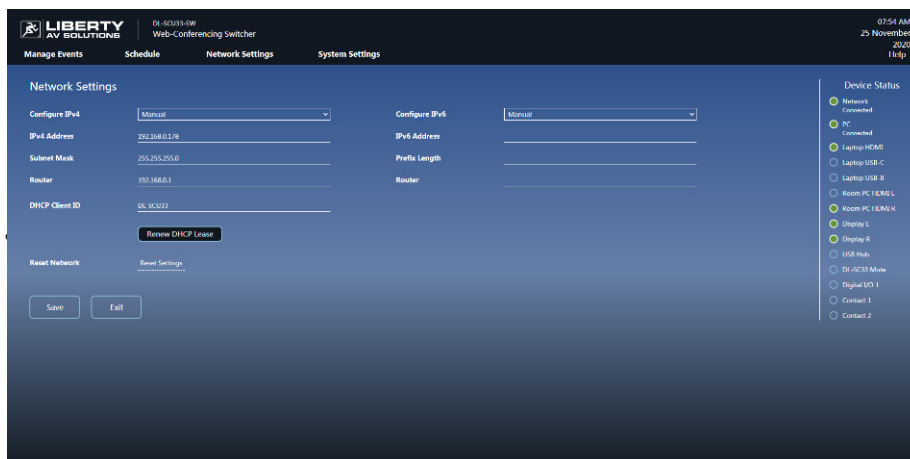 LIBERTY
AV SOLUTIONS
DL-SCU33-SW
Web-Conferencing Switcher
07:54 AM
25 November
2020
Help
Manage Events
Schedule
Network Settings
System Settings
Network Settings
Configure IPv4
Manual
Configure IPv6
Manual
IPv4 Address
192.168.0.178
IPv6 Address
Subnet Mask
255.255.255.0
Prefix Length
Router
192.168.0.1
Router
DHCP Client ID
DL-SCU33
Renew DHCP Lease
Reset Network
Reset Settings
Save
Exit
Device Status
Network
Connected
PC
Connected
Laptop HDMI
Laptop USB-C
Laptop USB-B
Room PC HDMI L
Room PC HDMI R
Display L
Display R
USB Hub
DL-SC33 Mute
Digital I/O 1
Contact 1
Contact 2